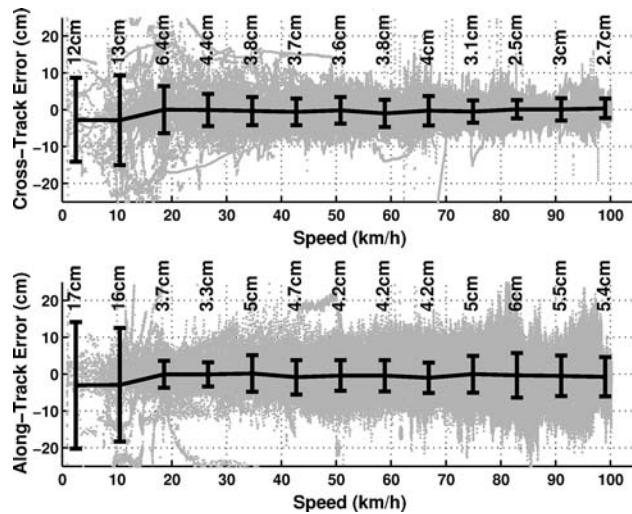 Cross-Track Error (cm)
20
10
0
-10
-20
12cm
13cm
6.4cm
4.4cm
3.8cm
3.7cm
3.6cm
3.8cm
4cm
3.1cm
2.5cm
3cm
2.7cm
0 10 20 30 40 50 60 70 80 90 100
Speed (km/h)
Along-Track Error (cm)
20
10
0
-10
-20
17cm
16cm
3.7cm
3.3cm
5cm
4.7cm
4.2cm
4.2cm
4.2cm
5cm
6cm
5.5cm
5.4cm
0 10 20 30 40 50 60 70 80 90 100
Speed (km/h)